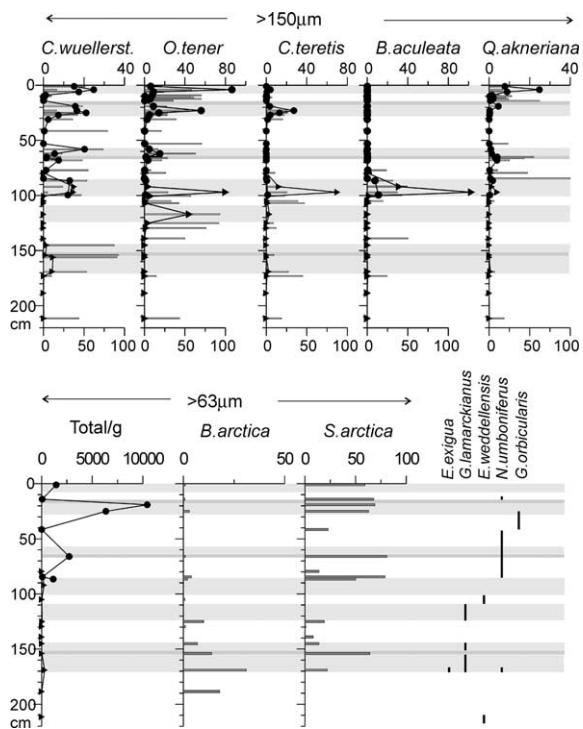 >150µm
C.wuellerst. O.tener C.teretis B.aculeata Q.akneriana
0 40 0 80 0 80 0 80 0 40
0
50
100
150
200
cm
0 50 100 0 50 100 0 50 100 0 50 100 0 50 100
>63µm
Total/g B.arctica S.arctica E.exigua G.lamarckianus E.weddellensis N.umboniferus G.orbicularis
0 5000 10000 0 50 0 50 100
0
50
100
150
200
cm